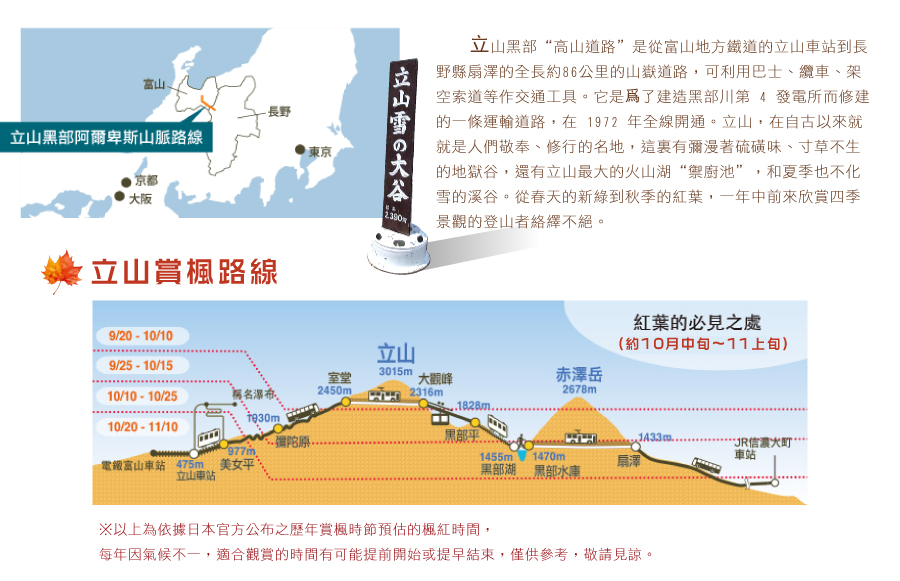 立山黑部“高山道路”是從富山地方鐵道的立山車站到長
野縣扇澤的全長約86公里的山嶽道路，可利用巴士、纜車、架
空索道等作交通工具。它是爲了建造黑部川第 4 發電所而修建
的一條運輸道路，在 1972 年全線開通。立山，在自古以來就
就是人們敬奉、修行的名地，這裏有彌漫著硫磺味、寸草不生
的地獄谷，還有立山最大的火山湖“禦廚池”，和夏季也不化
雪的溪谷。從春天的新綠到秋季的紅葉，一年中前來欣賞四季
景觀的登山者絡繹不絕。
富山
長野
立山黑部阿爾卑斯山脈路線
東京
京都
大阪
立山雪の大谷
2,390m
立山賞楓路線
紅葉的必見之處
(約10月中旬～11上旬)
9/20 - 10/10
9/25 - 10/15
10/10 - 10/25
10/20 - 11/10
立山
3015m
赤澤岳
2678m
室堂
2450m
大觀峰
2316m
稱名瀑布
1930m
彌陀原
1828m
黑部平
977m
美女平
電鐵富山車站
475m
立山車站
1455m
黑部湖
1470m
黑部水庫
1433m
扇澤
JR信濃大町
車站
※以上為依據日本官方公布之歷年賞楓時節預估的楓紅時間，
每年因氣候不一，適合觀賞的時間有可能提前開始或提早結束，僅供參考，敬請見諒。